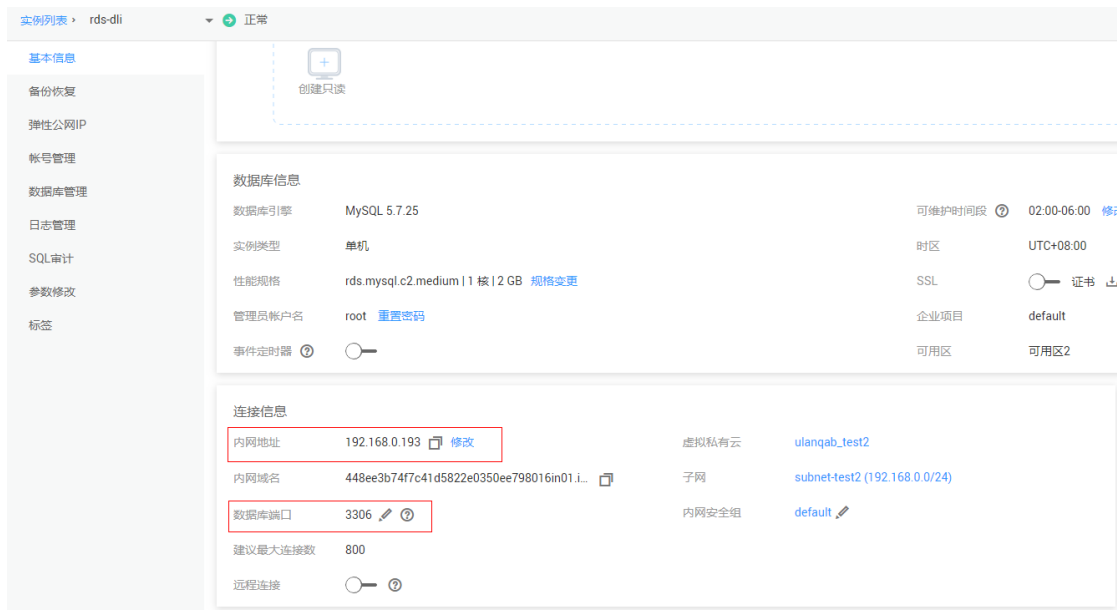 实例列表 › rds-dli 正常
基本信息
备份恢复
弹性公网IP
帐号管理
数据库管理
日志管理
SQL审计
参数修改
标签
创建只读
数据库信息
数据库引擎 MySQL 5.7.25 可维护时间段 02:00-06:00 修改
实例类型 单机 时区 UTC+08:00
性能规格 rds.mysql.c2.medium | 1 核 | 2 GB 规格变更 SSL 证书
管理员帐户名 root 重置密码 企业项目 default
事件定时器 可用区 可用区2
连接信息
内网地址 192.168.0.193 修改 虚拟私有云 ulanqab_test2
内网域名 448ee3b74f7c41d5822e0350ee798016in01.i... 子网 subnet-test2 (192.168.0.0/24)
数据库端口 3306 内网安全组 default
建议最大连接数 800
远程连接